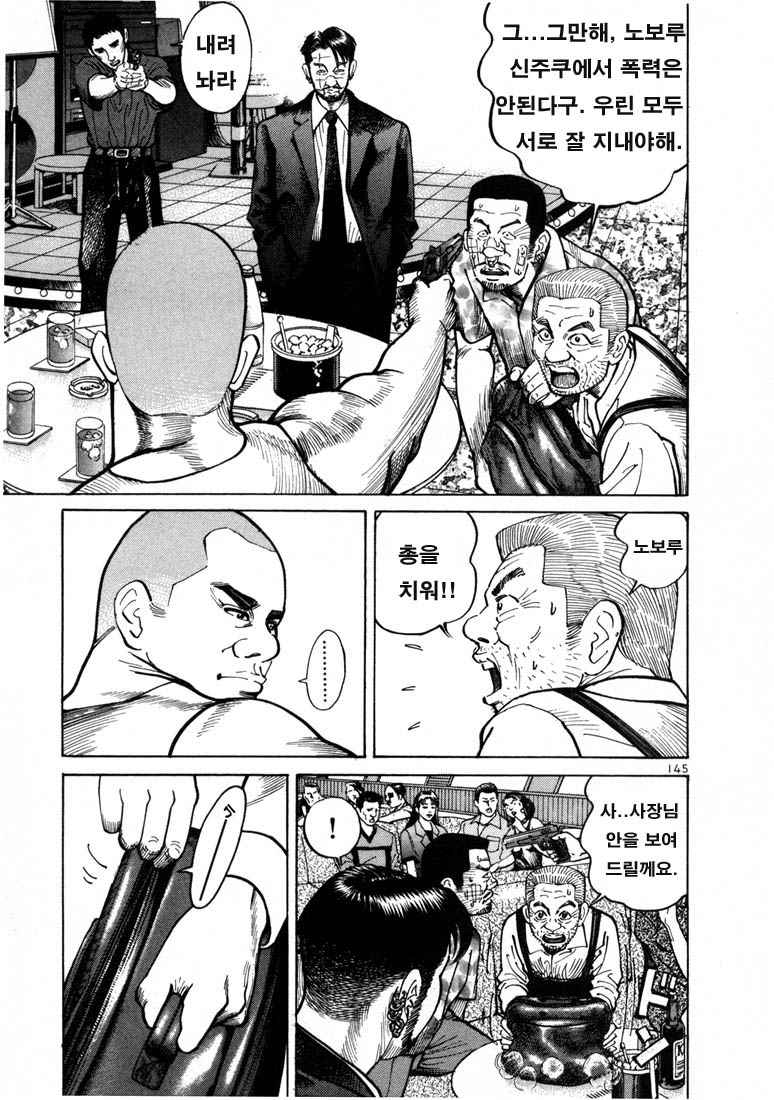 그...그만해, 노보루
신주쿠에서 폭력은
안된다구. 우린 모두
서로 잘 지내야해.
내려
놔라
노보루
총을
치워!!
………
145
사..사장님
안을 보여
드릴께요.
!